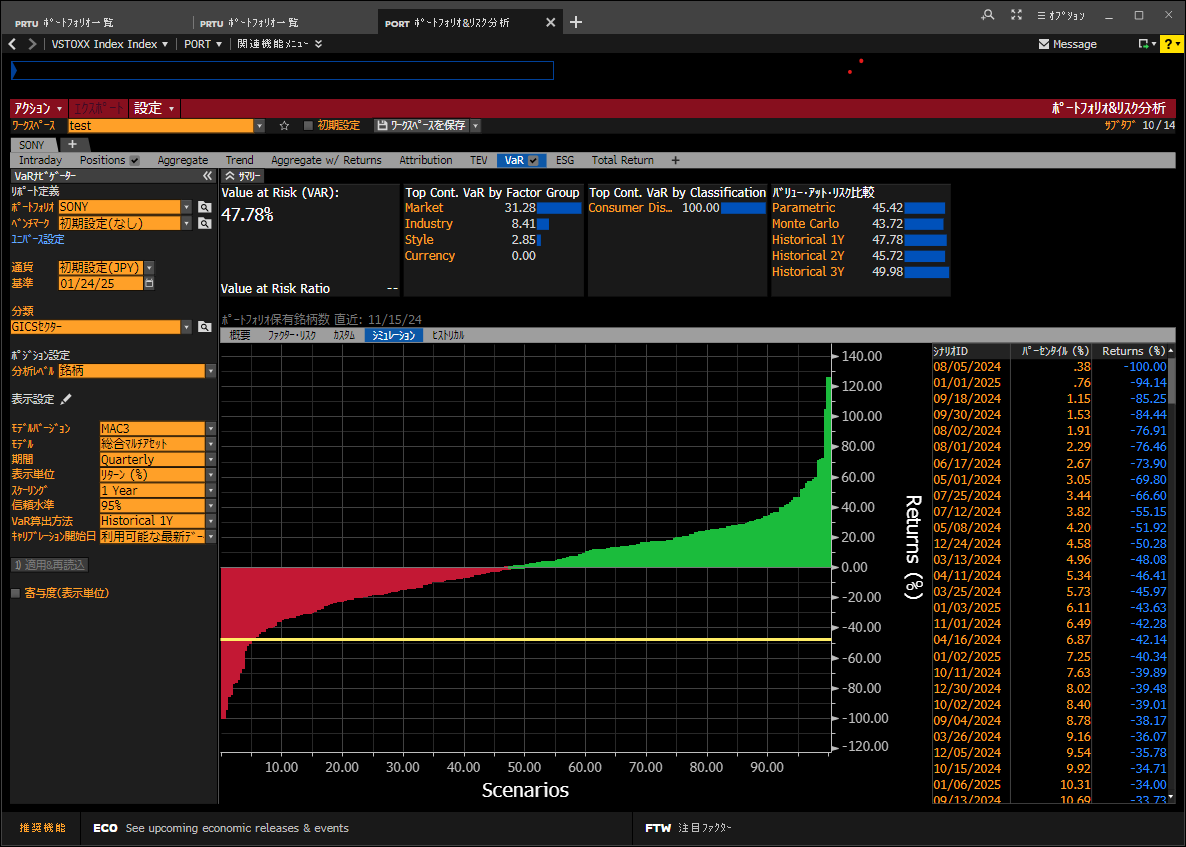 PRTU ﾎﾟｰﾄﾌｫﾘｵ一覧
PRTU ﾎﾟｰﾄﾌｫﾘｵ一覧
PORT ﾎﾟｰﾄﾌｫﾘｵ&ﾘｽｸ分析
ｵﾌﾟｼｮﾝ
VSTOXX Index Index
PORT
関連機能ﾒﾆｭｰ
Message
?
アクション
エクスポート
設定
ﾎﾟｰﾄﾌｫﾘｵ&ﾘｽｸ分析
ﾜｰｸｽﾍﾟｰｽ
test
初期設定
ﾜｰｸｽﾍﾟｰｽを保存
ｻﾌﾞﾀﾌﾞ 10/14
SONY +
Intraday Positions Aggregate Trend Aggregate w/ Returns Attribution TEV VaR ESG Total Return +
VaRﾅﾋﾞｹﾞｰﾀｰ
ﾚﾎﾟｰﾄ定義
ﾎﾟｰﾄﾌｫﾘｵ SONY
ﾍﾞﾝﾁﾏｰｸ 初期設定(なし)
ﾕﾆﾊﾞｰｽ設定
通貨 初期設定(JPY)
基準 01/24/25
分類
GICSｾｸﾀｰ
ﾎﾟｼﾞｼｮﾝ設定
分析ﾚﾍﾞﾙ 銘柄
表示設定
ﾓﾃﾞﾙﾊﾞｰｼﾞｮﾝ MAC3
ﾓﾃﾞﾙ 総合ﾏﾙﾁｱｾｯﾄ
期間 Quarterly
表示単位 ﾘﾀｰﾝ (%)
ｽｹｰﾘﾝｸﾞ 1 Year
信頼水準 95%
VaR算出方法 Historical 1Y
ｷｬﾘﾌﾞﾚｰｼｮﾝ開始日 利用可能な最新ﾃﾞｰ
1) 適用&再読込
寄与度(表示単位)
ｻﾏﾘｰ
Value at Risk (VAR):
47.78%
Value at Risk Ratio --
Top Cont. VaR by Factor Group
Market 31.28
Industry 8.41
Style 2.85
Currency 0.00
Top Cont. VaR by Classification
Consumer Dis... 100.00
ﾊﾞﾘｭｰ･ｱｯﾄ･ﾘｽｸ比較
Parametric 45.42
Monte Carlo 43.72
Historical 1Y 47.78
Historical 2Y 45.72
Historical 3Y 49.98
ﾎﾟｰﾄﾌｫﾘｵ保有銘柄数 直近: 11/15/24
概要 ﾌｧｸﾀｰ･ﾘｽｸ ｶｽﾀﾑ ｼﾐｭﾚｰｼｮﾝ ﾋｽﾄﾘｶﾙ
140.00
120.00
100.00
80.00
60.00
40.00
20.00
0.00
-20.00
-40.00
-60.00
-80.00
-100.00
-120.00
Returns (%)
10.00 20.00 30.00 40.00 50.00 60.00 70.00 80.00 90.00
Scenarios
ｼﾅﾘｵID ﾊﾟｰｾﾝﾀｲﾙ (%) Returns (%)
08/05/2024 .38 -100.00
01/01/2025 .76 -94.14
09/18/2024 1.15 -85.25
09/30/2024 1.53 -84.44
08/02/2024 1.91 -76.91
08/01/2024 2.29 -76.46
06/17/2024 2.67 -73.90
05/01/2024 3.05 -69.80
07/25/2024 3.44 -66.60
07/12/2024 3.82 -55.15
05/08/2024 4.20 -51.92
12/24/2024 4.58 -50.28
03/13/2024 4.96 -48.08
04/11/2024 5.34 -46.41
03/25/2024 5.73 -45.97
01/03/2025 6.11 -43.63
11/01/2024 6.49 -42.28
04/16/2024 6.87 -42.14
01/02/2025 7.25 -40.34
10/11/2024 7.63 -39.89
12/30/2024 8.02 -39.48
10/02/2024 8.40 -39.01
09/04/2024 8.78 -38.17
03/26/2024 9.16 -36.07
12/05/2024 9.54 -35.78
10/15/2024 9.92 -34.71
01/06/2025 10.31 -34.00
09/13/2024 10.69 -33.73
推奨機能
ECO See upcoming economic releases & events
FTW 注目ﾌｧｸﾀｰ